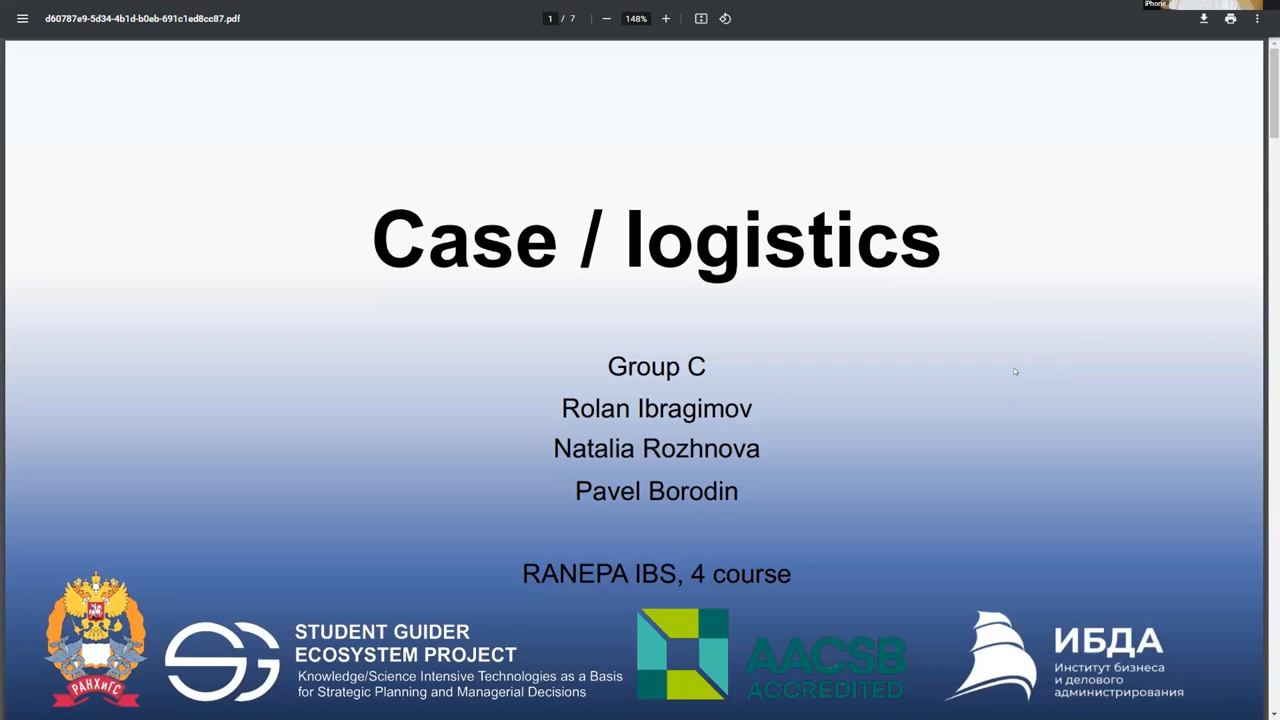 iPhone
d60787e9-5d34-4b1d-b0eb-691c1ed8cc87.pdf
1 / 7
148%
Case / logistics
Group C
Rolan Ibragimov
Natalia Rozhnova
Pavel Borodin
RANEPA IBS, 4 course
РАНХиГС
SG
STUDENT GUIDER
ECOSYSTEM PROJECT
Knowledge/Science Intensive Technologies as a Basis
for Strategic Planning and Managerial Decisions
AACSB
ACCREDITED
ИБДА
Институт бизнеса
и делового
администрирования